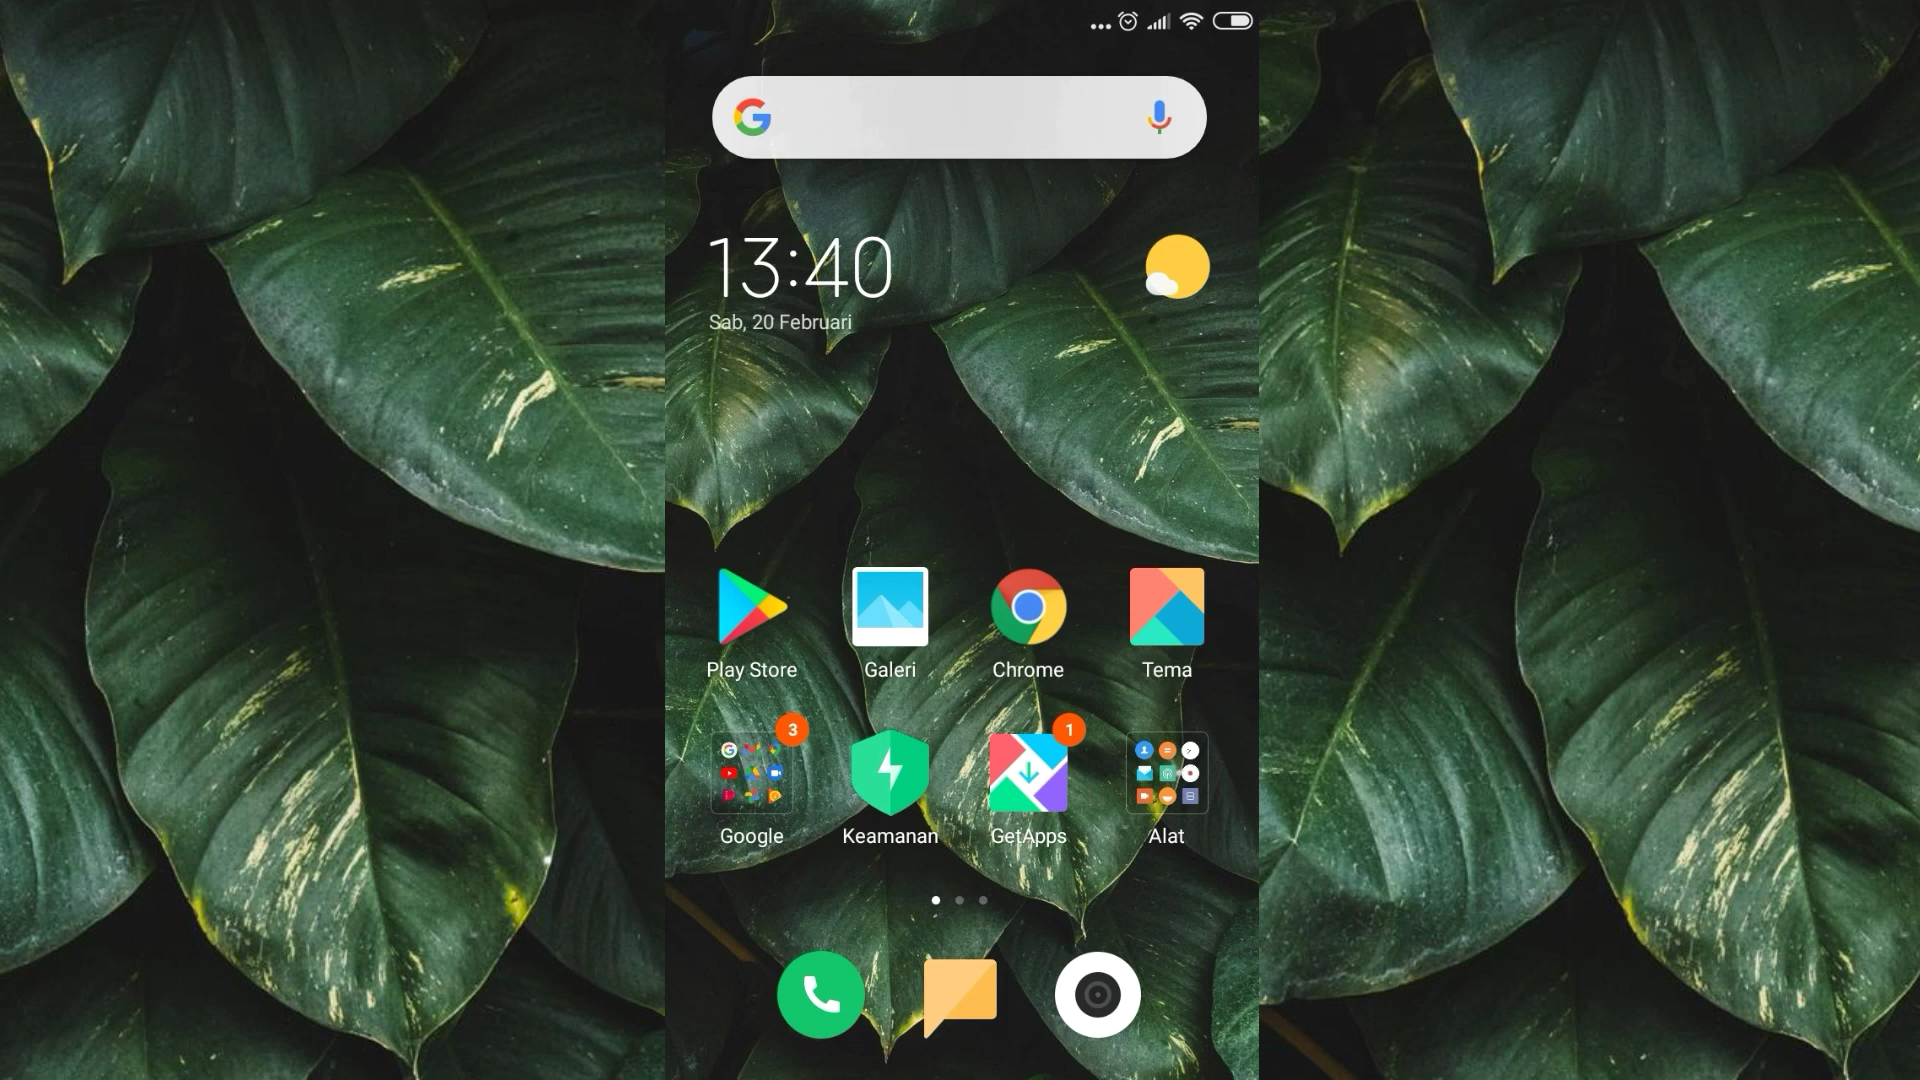 13:40
Sab, 20 Februari
Play Store
Galeri
Chrome
Tema
3
1
Google
Keamanan
GetApps
Alat